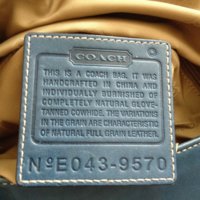 COACH
THIS IS A COACH BAG. IT WAS
HANDCRAFTED IN CHINA AND
INDIVIDUALLY BURNISHED OF
COMPLETELY NATURAL GLOVE-
TANNED COWHIDE. THE VARIATIONS
IN THE GRAIN ARE CHARACTERISTIC
OF NATURAL FULL GRAIN LEATHER.
NºE043-9570